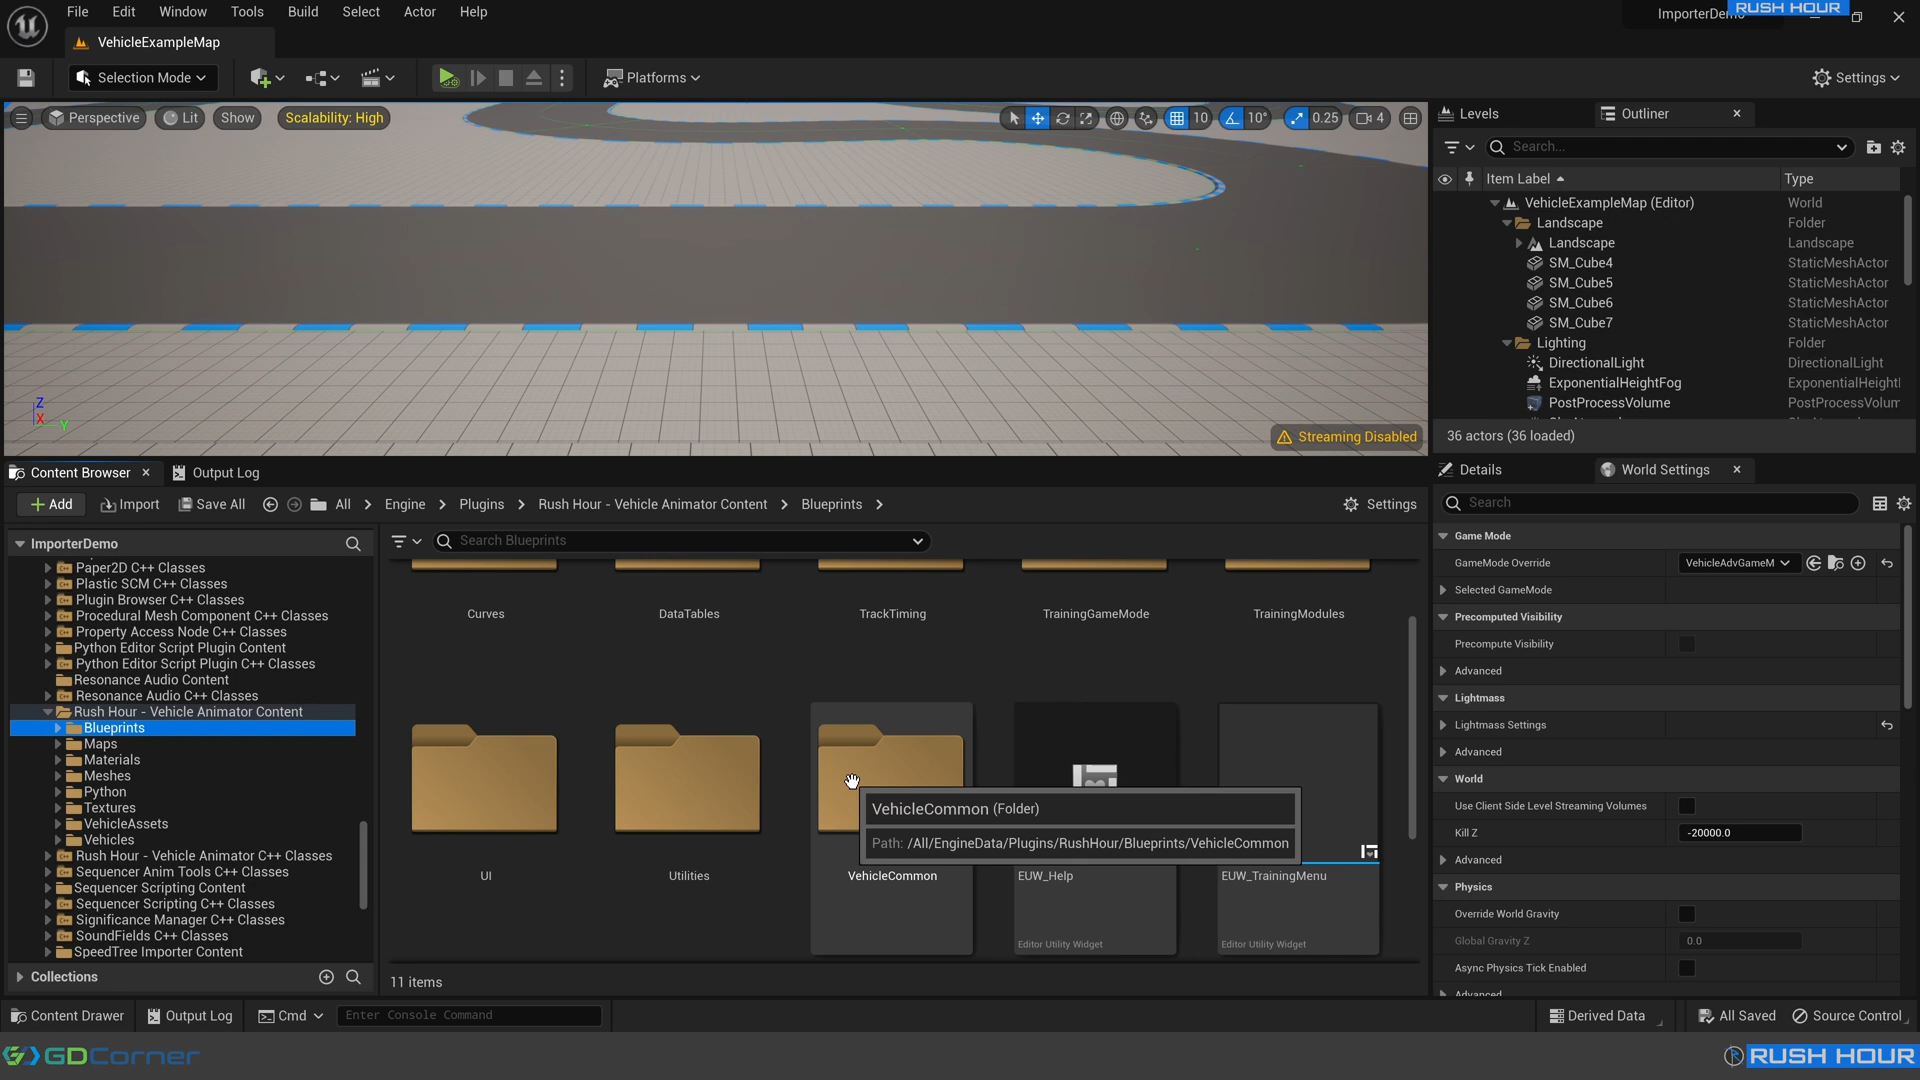 File Edit Window Tools Build Select Actor Help
RUSH HOUR
VehicleExampleMap
Selection Mode
Platforms
Settings
Perspective Lit Show Scalability: High
10 10° 0.25 4
Z
X
Y
Streaming Disabled
Levels Outliner
Search...
Item Label Type
VehicleExampleMap (Editor) World
Landscape Folder
Landscape Landscape
SM_Cube4 StaticMeshActor
SM_Cube5 StaticMeshActor
SM_Cube6 StaticMeshActor
SM_Cube7 StaticMeshActor
Lighting Folder
DirectionalLight DirectionalLight
ExponentialHeightFog ExponentialHeightI
PostProcessVolume PostProcessVolum
36 actors (36 loaded)
Content Browser Output Log
Add Import Save All All Engine Plugins Rush Hour - Vehicle Animator Content Blueprints Settings
ImporterDemo
Paper2D C++ Classes
Plastic SCM C++ Classes
Plugin Browser C++ Classes
Procedural Mesh Component C++ Classes
Property Access Node C++ Classes
Python Editor Script Plugin Content
Python Editor Script Plugin C++ Classes
Resonance Audio Content
Resonance Audio C++ Classes
Rush Hour - Vehicle Animator Content
Blueprints
Maps
Materials
Meshes
Python
Textures
VehicleAssets
Vehicles
Rush Hour - Vehicle Animator C++ Classes
Sequencer Anim Tools C++ Classes
Sequencer Scripting Content
Sequencer Scripting C++ Classes
Significance Manager C++ Classes
SoundFields C++ Classes
SpeedTree Importer Content
Collections
Search Blueprints
Curves DataTables TrackTiming TrainingGameMode TrainingModules
VehicleCommon (Folder)
Path: /All/EngineData/Plugins/RushHour/Blueprints/VehicleCommon
UI Utilities VehicleCommon EUW_Help EUW_TrainingMenu
Editor Utility Widget Editor Utility Widget
11 items
Details World Settings
Search
Game Mode
GameMode Override VehicleAdvGameM
Selected GameMode
Precomputed Visibility
Precompute Visibility
Advanced
Lightmass
Lightmass Settings
Advanced
World
Use Client Side Level Streaming Volumes
Kill Z -20000.0
Advanced
Physics
Override World Gravity
Global Gravity Z 0.0
Async Physics Tick Enabled
Advanced
Content Drawer Output Log Cmd Enter Console Command Derived Data All Saved Source Control
GDCorner
RUSH HOUR